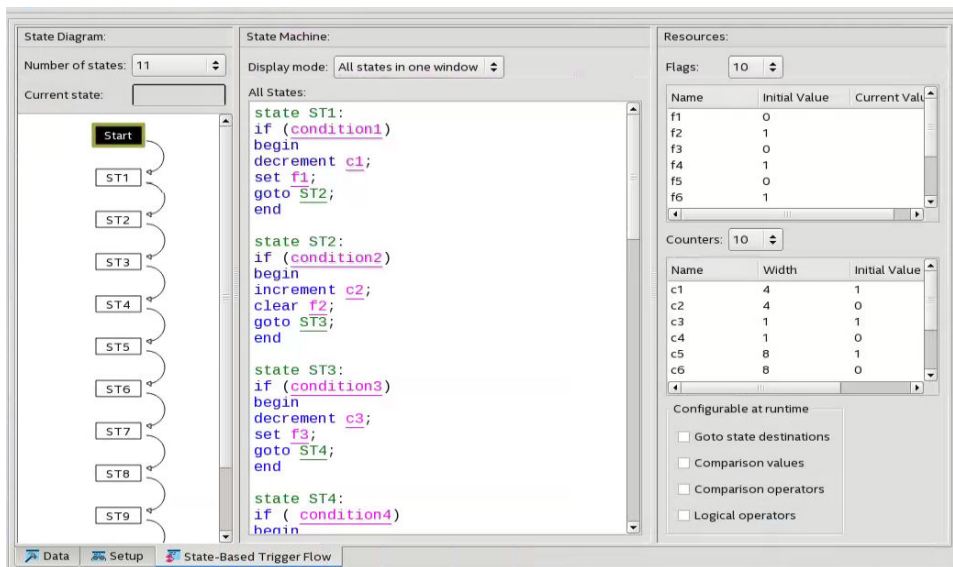 State Diagram:
Number of states: 11
Current state:
Start
ST1
ST2
ST3
ST4
ST5
ST6
ST7
ST8
ST9
State Machine:
Display mode: All states in one window
All States:
state ST1:
if (condition1)
begin
decrement c1;
set f1;
goto ST2;
end
state ST2:
if (condition2)
begin
increment c2;
clear f2;
goto ST3;
end
state ST3:
if (condition3)
begin
decrement c3;
set f3;
goto ST4;
end
state ST4:
if ( condition4)
begin
Resources:
Flags: 10
Name Initial Value Current Valu
f1 0
f2 1
f3 0
f4 1
f5 0
f6 1
Counters: 10
Name Width Initial Value
c1 4 1
c2 4 0
c3 1 1
c4 1 0
c5 8 1
c6 8 0
Configurable at runtime
Goto state destinations
Comparison values
Comparison operators
Logical operators
Data Setup State-Based Trigger Flow